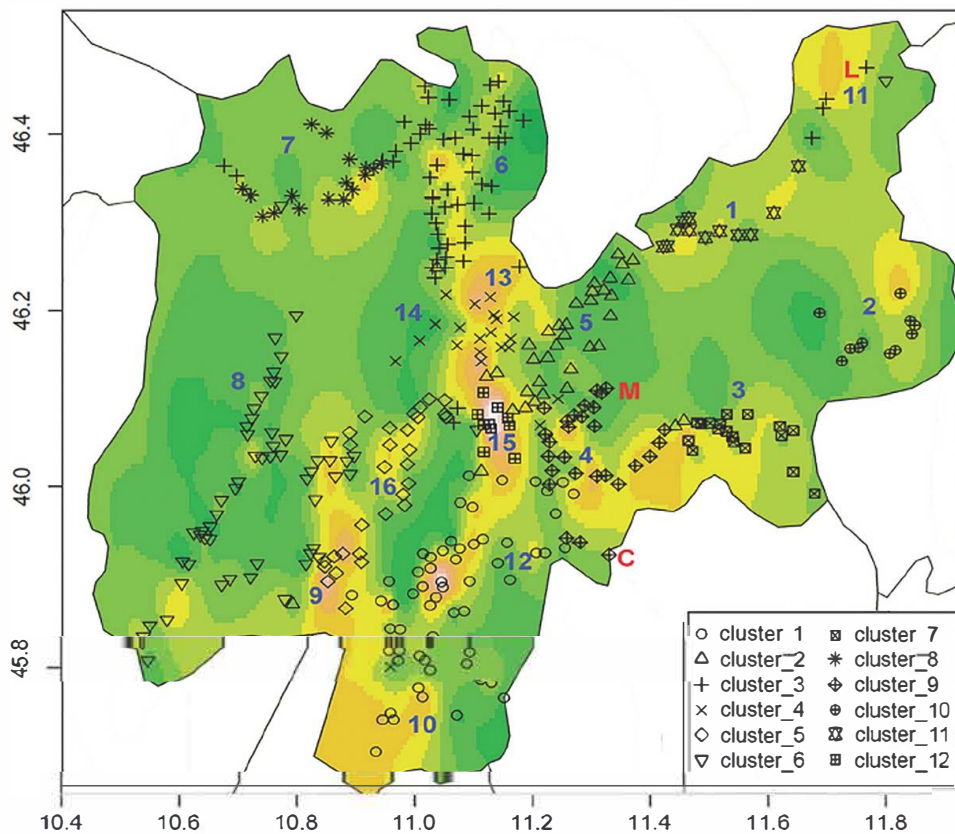 L
11
46.4
7
6
1
13
2
14
5
46.2
8
M
3
15
4
16
46.0
12
C
9
cluster_1 cluster_7
cluster_2 cluster_8
45.8
cluster_3 cluster_9
cluster_4 cluster_10
10
cluster_5 cluster_11
cluster_6 cluster_12
10.4 10.6 10.8 11.0 11.2 11.4 11.6 11.8